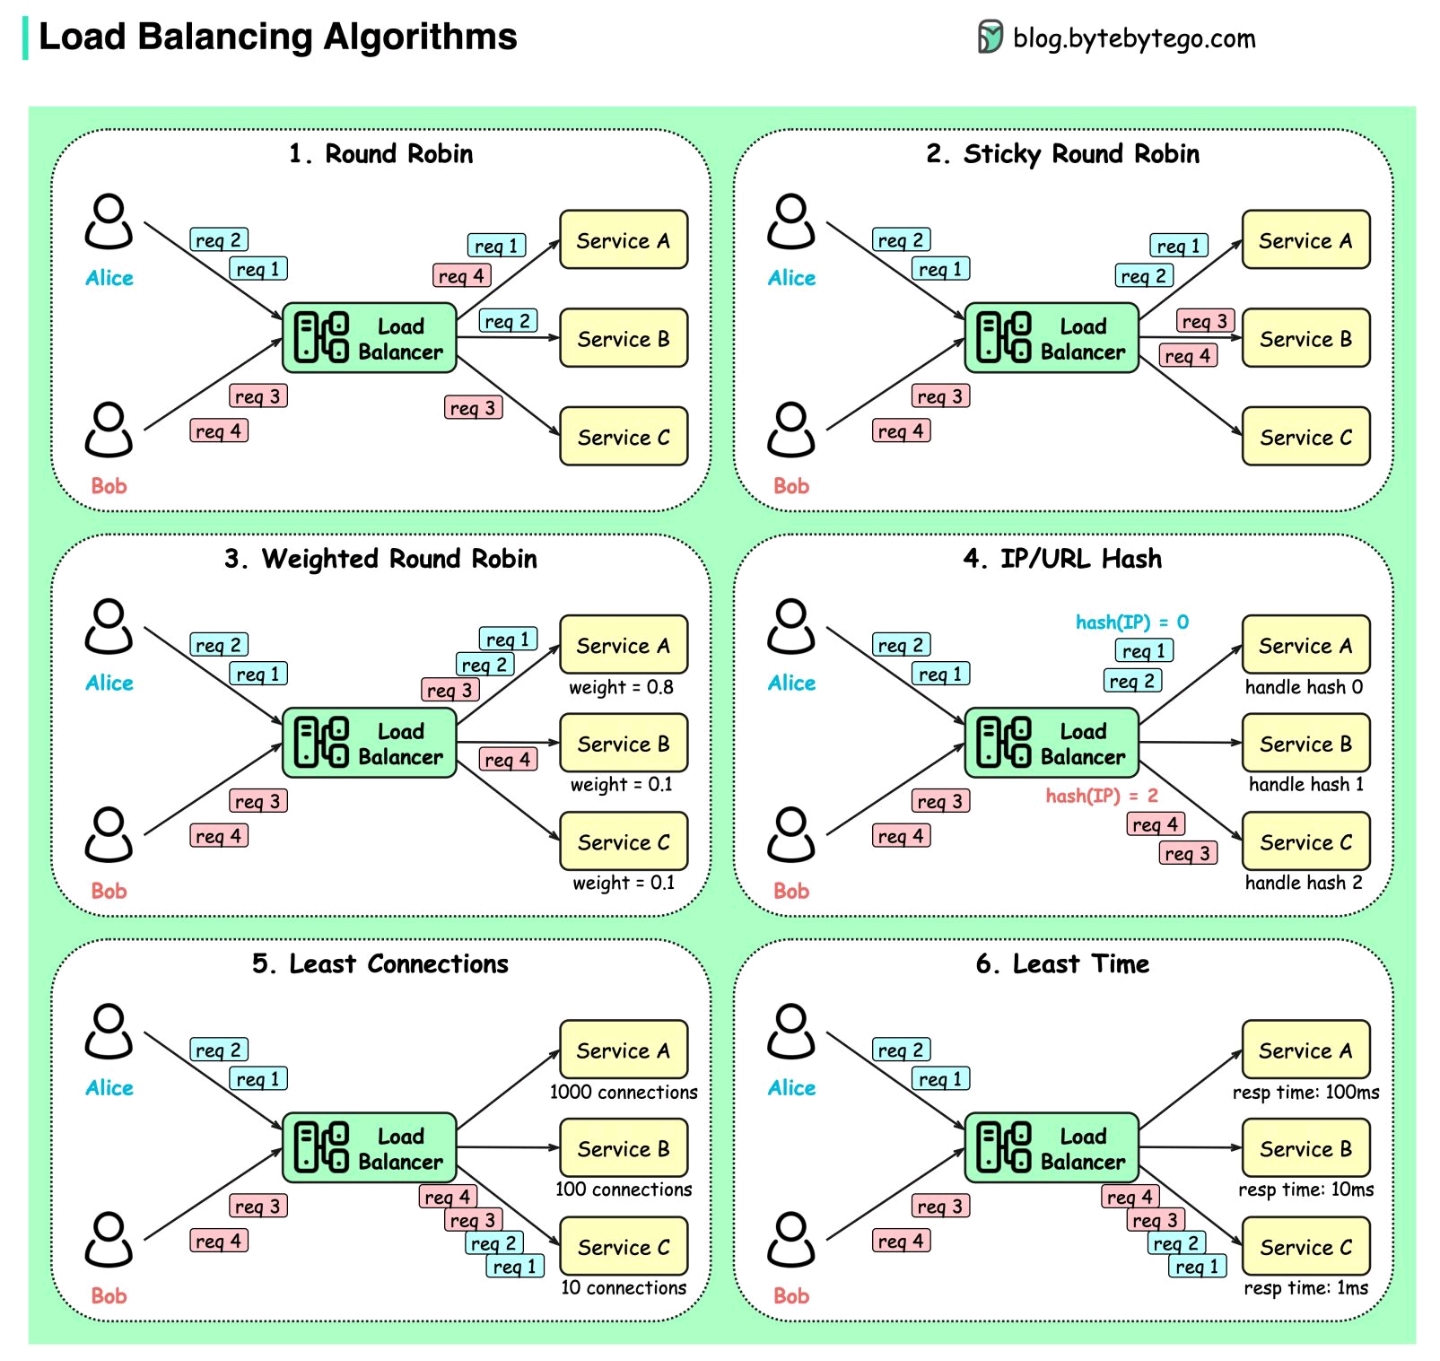 Load Balancing Algorithms
blog.bytebytego.com
1. Round Robin
req 2
req 1
Alice
req 3
req 4
Bob
Load
Balancer
req 1
req 4
req 2
req 3
Service A
Service B
Service C
2. Sticky Round Robin
req 2
req 1
Alice
req 3
req 4
Bob
Load
Balancer
req 1
req 2
req 3
req 4
Service A
Service B
Service C
3. Weighted Round Robin
req 2
req 1
Alice
req 3
req 4
Bob
Load
Balancer
req 1
req 2
req 3
req 4
Service A
weight = 0.8
Service B
weight = 0.1
Service C
weight = 0.1
4. IP/URL Hash
req 2
req 1
Alice
req 3
req 4
Bob
Load
Balancer
hash(IP) = 0
req 1
req 2
hash(IP) = 2
req 4
req 3
Service A
handle hash 0
Service B
handle hash 1
Service C
handle hash 2
5. Least Connections
req 2
req 1
Alice
req 3
req 4
Bob
Load
Balancer
req 4
req 3
req 2
req 1
Service A
1000 connections
Service B
100 connections
Service C
10 connections
6. Least Time
req 2
req 1
Alice
req 3
req 4
Bob
Load
Balancer
req 4
req 3
req 2
req 1
Service A
resp time: 100ms
Service B
resp time: 10ms
Service C
resp time: 1ms